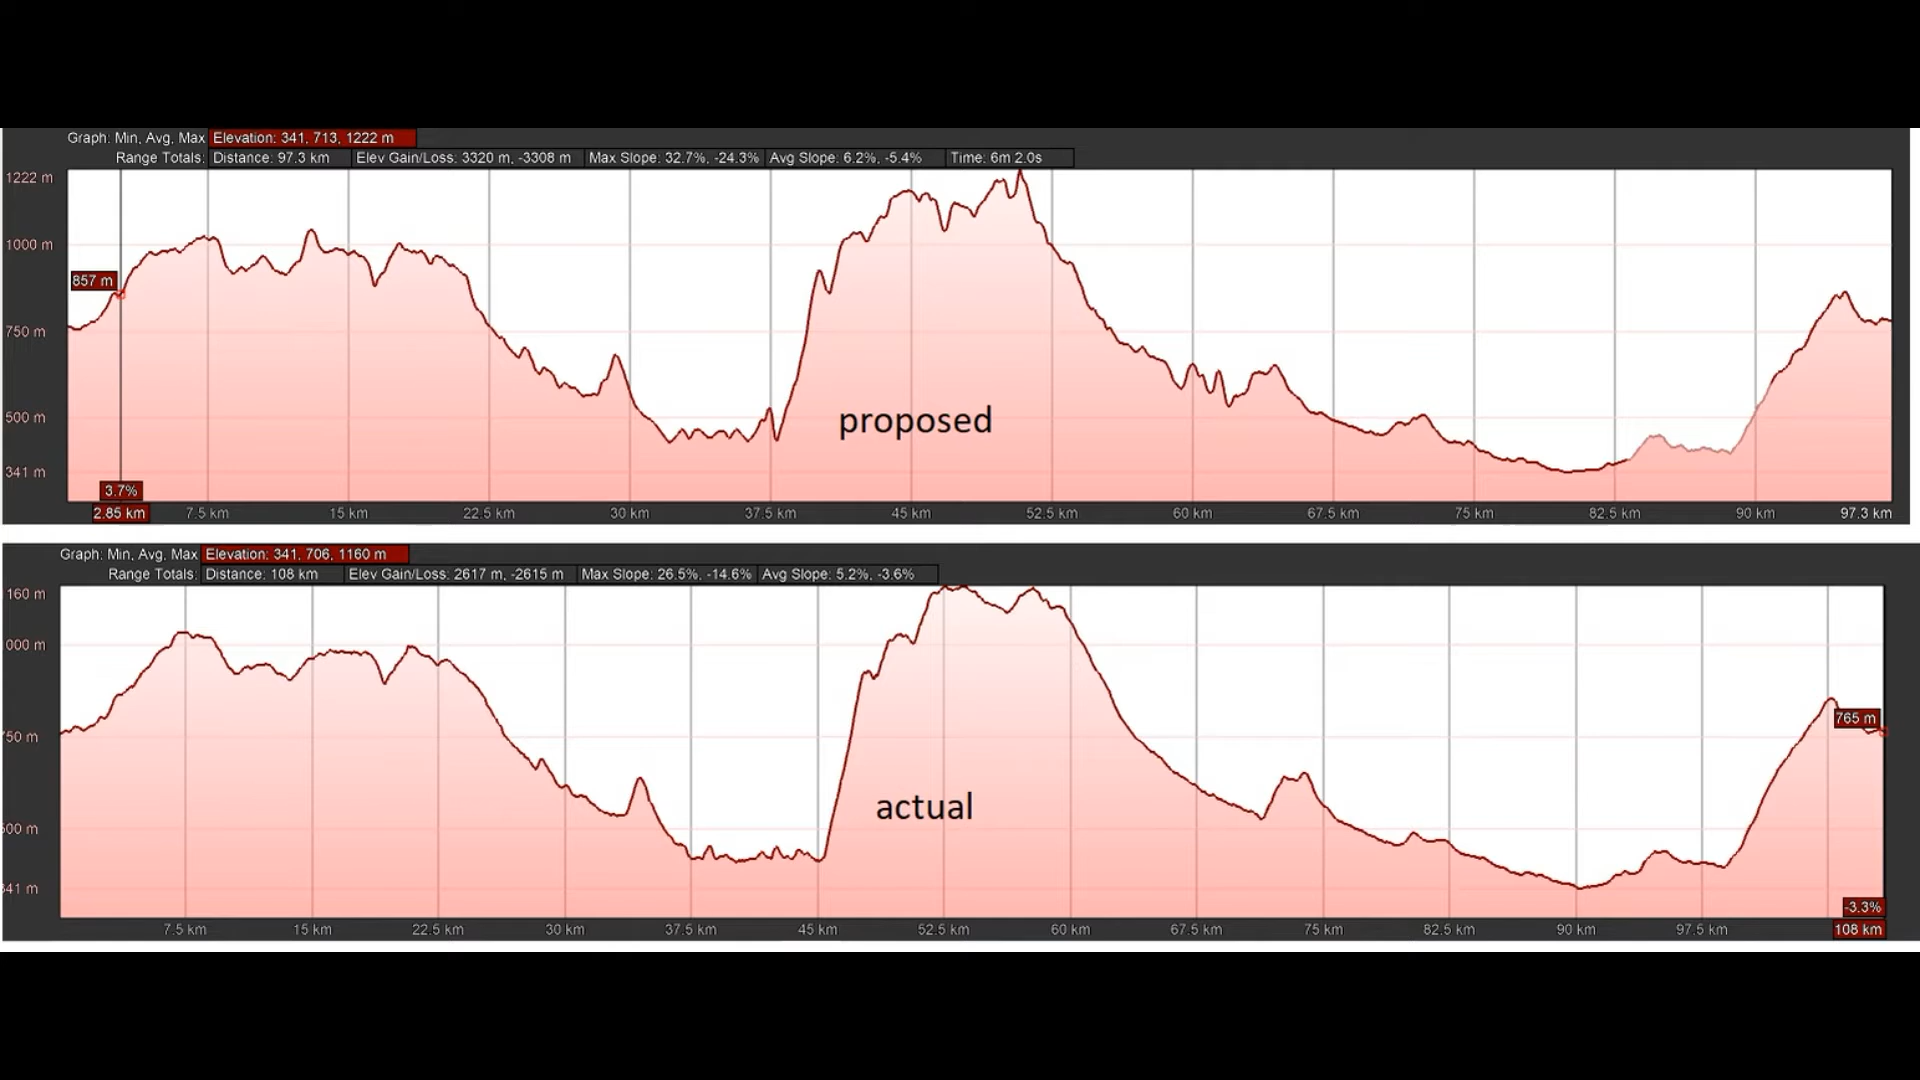 Graph: Min, Avg, Max Elevation: 341, 713, 1222 m
Range Totals: Distance: 97.3 km Elev Gain/Loss: 3320 m, -3308 m Max Slope: 32.7%, -24.3% Avg Slope: 6.2%, -5.4% Time: 6m 2.0s
1222 m
1000 m
857 m
750 m
500 m
proposed
341 m
3.7%
2.85 km 7.5 km 15 km 22.5 km 30 km 37.5 km 45 km 52.5 km 60 km 67.5 km 75 km 82.5 km 90 km 97.3 km
Graph: Min, Avg, Max Elevation: 341, 706, 1160 m
Range Totals: Distance: 108 km Elev Gain/Loss: 2617 m, -2615 m Max Slope: 26.5%, -14.6% Avg Slope: 5.2%, -3.6%
160 m
000 m
765 m
750 m
actual
500 m
341 m
-3.3%
7.5 km 15 km 22.5 km 30 km 37.5 km 45 km 52.5 km 60 km 67.5 km 75 km 82.5 km 90 km 97.5 km 108 km